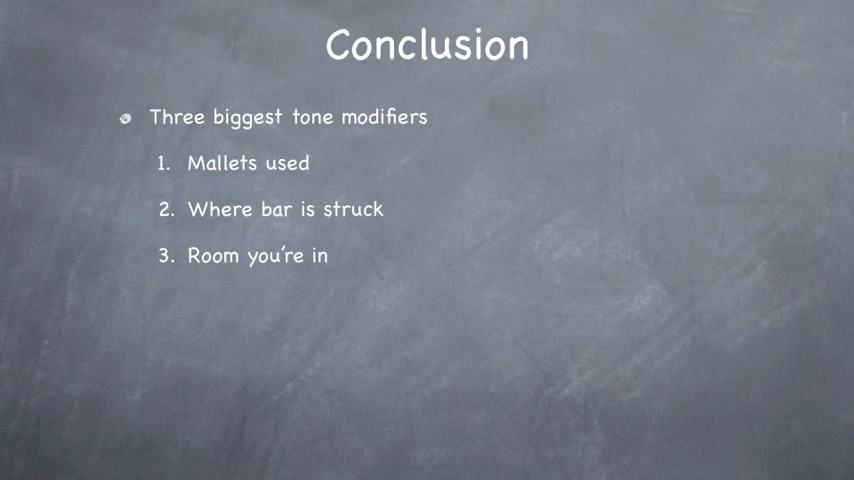 Conclusion
Three biggest tone modifiers
1. Mallets used
2. Where bar is struck
3. Room you're in